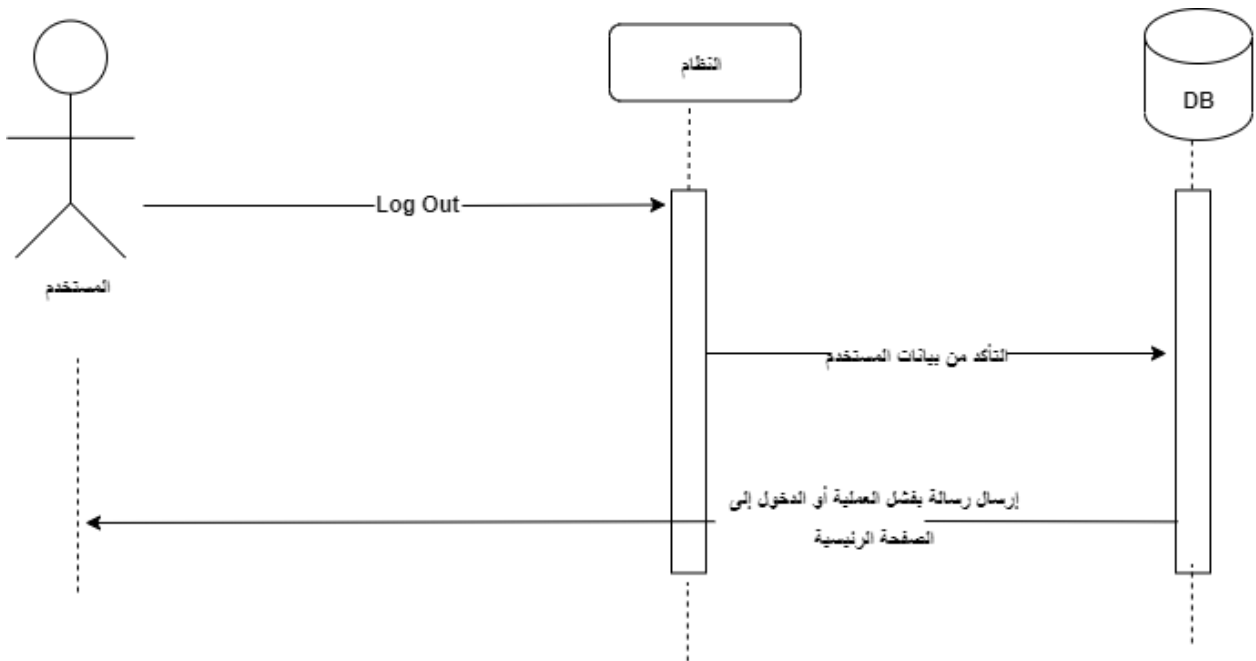 النظام
DB
Log Out
المستخدم
التأكد من بيانات المستخدم
إرسال رسالة بفشل العملية أو الدخول إلى
الصفحة الرئيسية